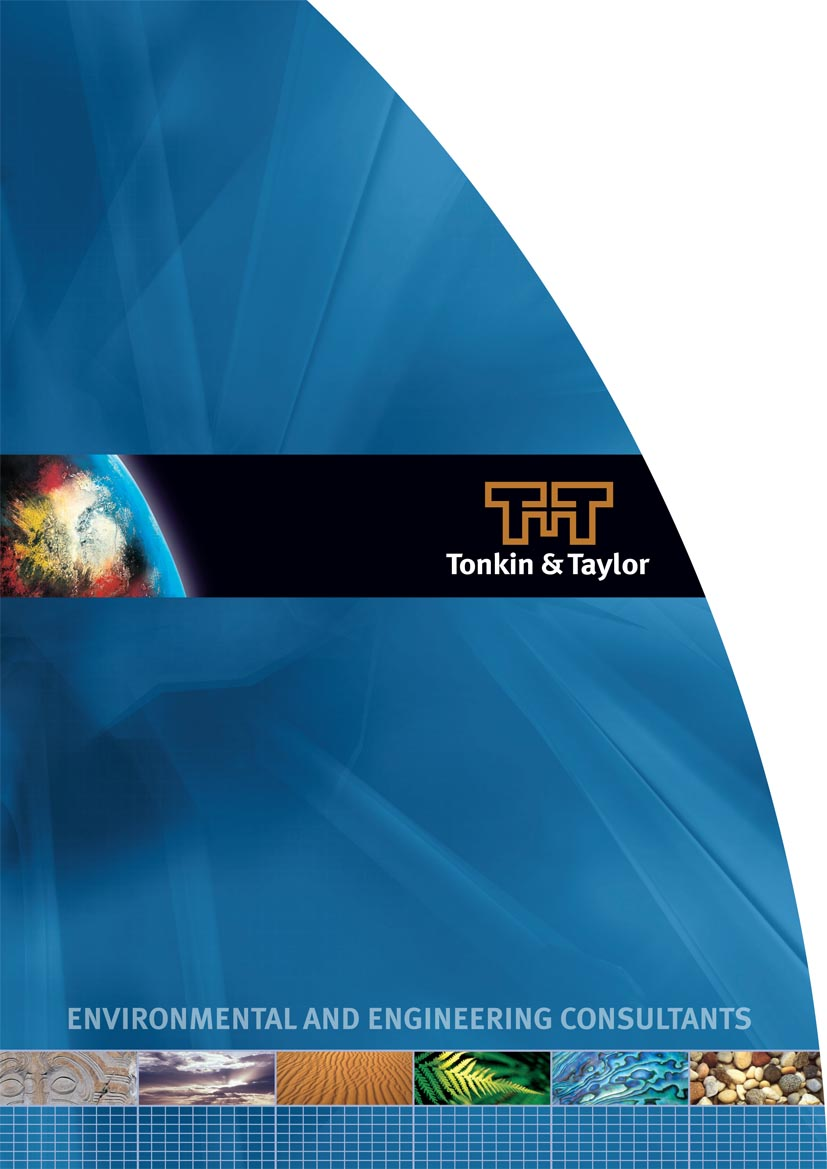 Tonkin & Taylor
ENVIRONMENTAL AND ENGINEERING CONSULTANTS